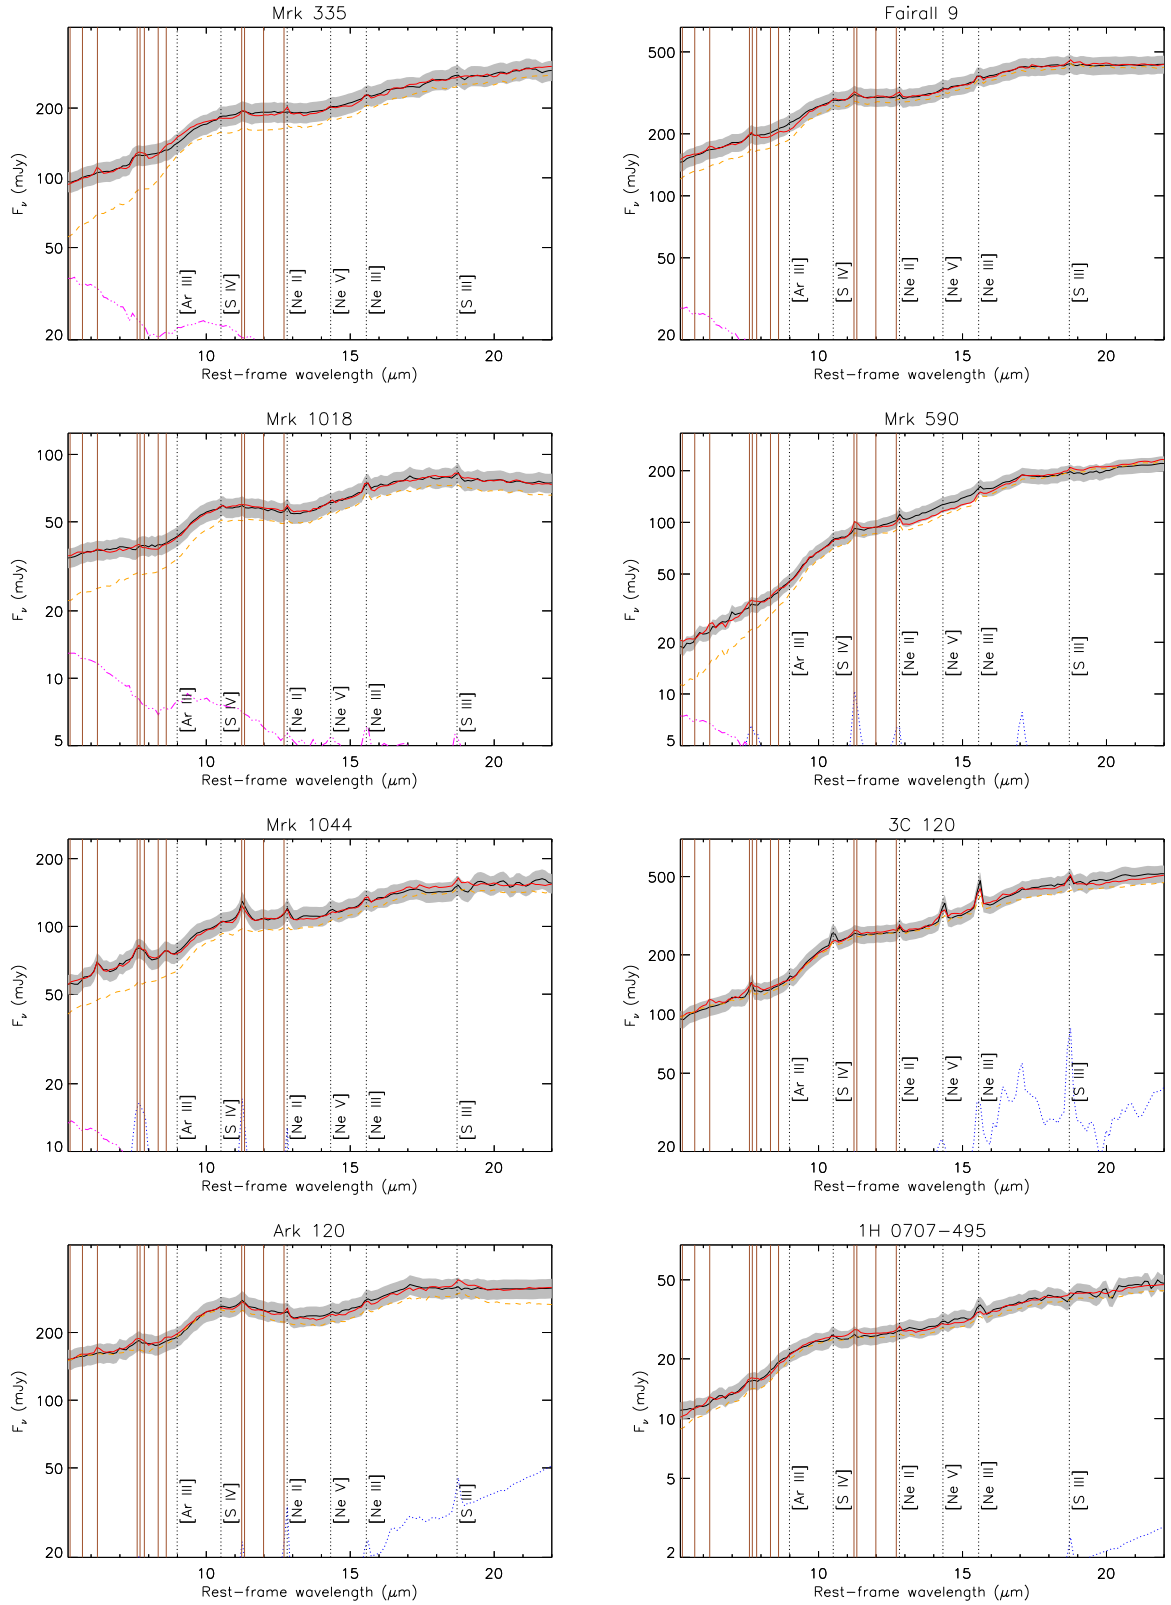 Mrk 335
200
100
50
20
F_ν (mJy)
[Ar III]
[S IV]
[Ne II]
[Ne V]
[Ne III]
[S III]
10 15 20
Rest-frame wavelength (μm)
Fairall 9
500
200
100
50
20
F_ν (mJy)
[Ar III]
[S IV]
[Ne II]
[Ne V]
[Ne III]
[S III]
10 15 20
Rest-frame wavelength (μm)
Mrk 1018
100
50
20
10
5
F_ν (mJy)
[Ar III]
[S IV]
[Ne II]
[Ne V]
[Ne III]
[S III]
10 15 20
Rest-frame wavelength (μm)
Mrk 590
200
100
50
20
10
5
F_ν (mJy)
[Ar III]
[S IV]
[Ne II]
[Ne V]
[Ne III]
[S III]
10 15 20
Rest-frame wavelength (μm)
Mrk 1044
200
100
50
20
10
F_ν (mJy)
[Ar III]
[S IV]
[Ne II]
[Ne V]
[Ne III]
[S III]
10 15 20
Rest-frame wavelength (μm)
3C 120
500
200
100
50
20
F_ν (mJy)
[Ar III]
[S IV]
[Ne II]
[Ne V]
[Ne III]
[S III]
10 15 20
Rest-frame wavelength (μm)
Ark 120
200
100
50
20
F_ν (mJy)
[Ar III]
[S IV]
[Ne II]
[Ne V]
[Ne III]
[S III]
10 15 20
Rest-frame wavelength (μm)
1H 0707-495
50
20
10
5
2
F_ν (mJy)
[Ar III]
[S IV]
[Ne II]
[Ne V]
[Ne III]
[S III]
10 15 20
Rest-frame wavelength (μm)